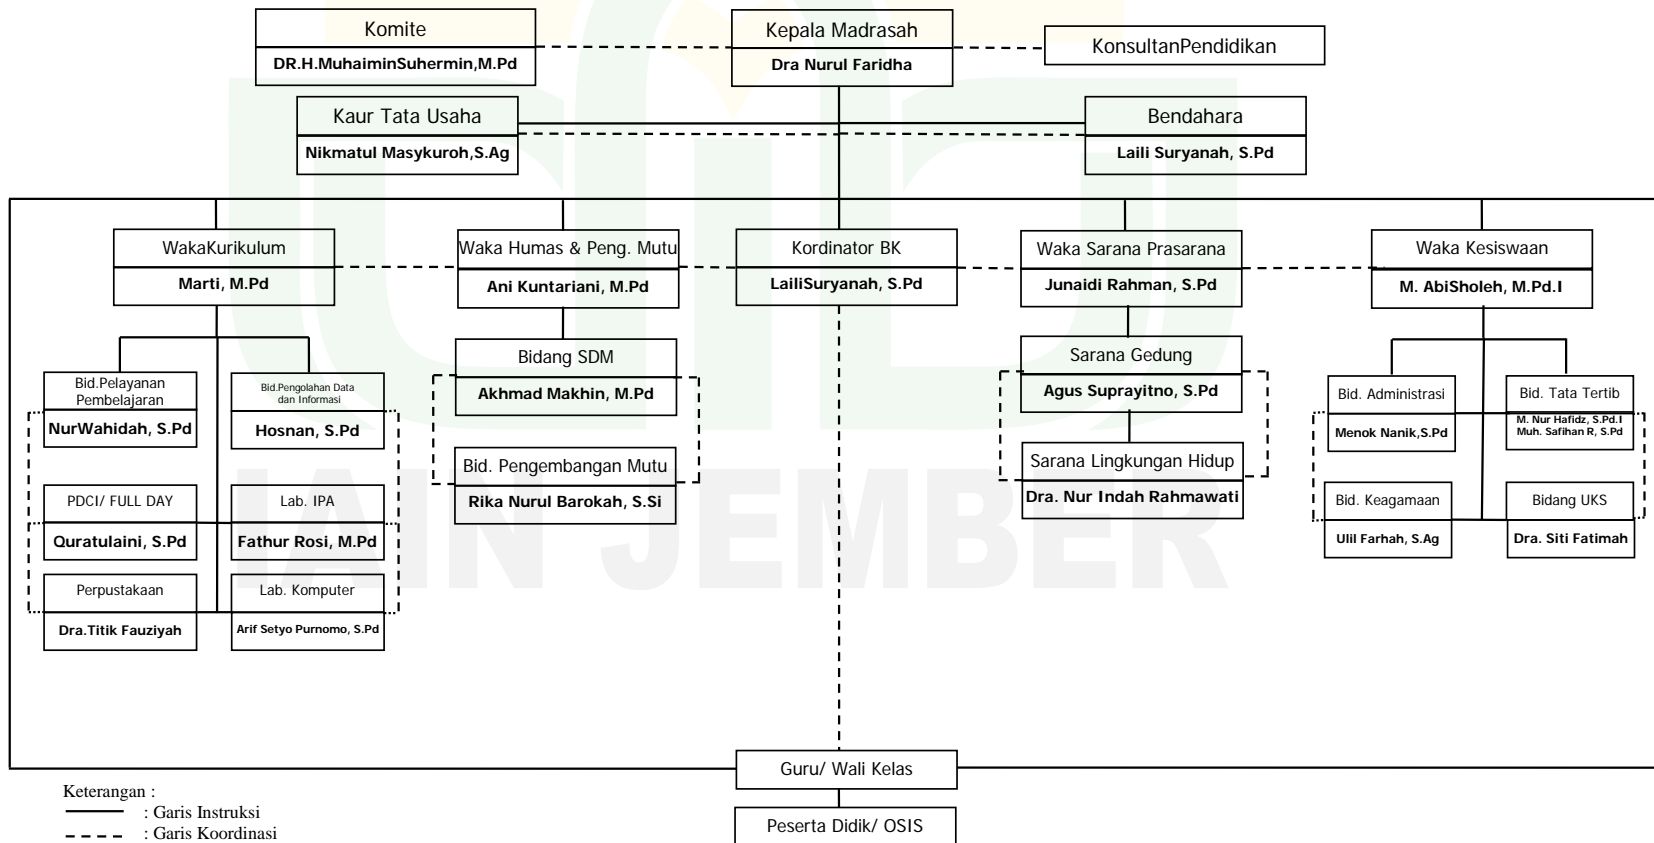 Komite
DR.H.MuhaiminSuhermin,M.Pd
Kepala Madrasah
Dra Nurul Faridha
KonsultanPendidikan
Kaur Tata Usaha
Nikmatul Masykuroh,S.Ag
Bendahara
Laili Suryanah, S.Pd
WakaKurikulum
Marti, M.Pd
Waka Humas & Peng. Mutu
Ani Kuntariani, M.Pd
Kordinator BK
LailiSuryanah, S.Pd
Waka Sarana Prasarana
Junaidi Rahman, S.Pd
Waka Kesiswaan
M. AbiSholeh, M.Pd.I
Bid.Pelayanan
Pembelajaran
NurWahidah, S.Pd
Bid.Pengolahan Data
dan Informasi
Hosnan, S.Pd
PDCI/ FULL DAY
Quratulaini, S.Pd
Lab. IPA
Fathur Rosi, M.Pd
Perpustakaan
Dra.Titik Fauziyah
Lab. Komputer
Arif Setyo Purnomo, S.Pd
Bidang SDM
Akhmad Makhin, M.Pd
Bid. Pengembangan Mutu
Rika Nurul Barokah, S.Si
Sarana Gedung
Agus Suprayitno, S.Pd
Sarana Lingkungan Hidup
Dra. Nur Indah Rahmawati
Bid. Administrasi
Menok Nanik,S.Pd
Bid. Tata Tertib
M. Nur Hafidz, S.Pd.I
Muh. Safihan R, S.Pd
Bid. Keagamaan
Ulil Farhah, S.Ag
Bidang UKS
Dra. Siti Fatimah
IAIN JEMBER
Guru/ Wali Kelas
Peserta Didik/ OSIS
Keterangan :
: Garis Instruksi
: Garis Koordinasi